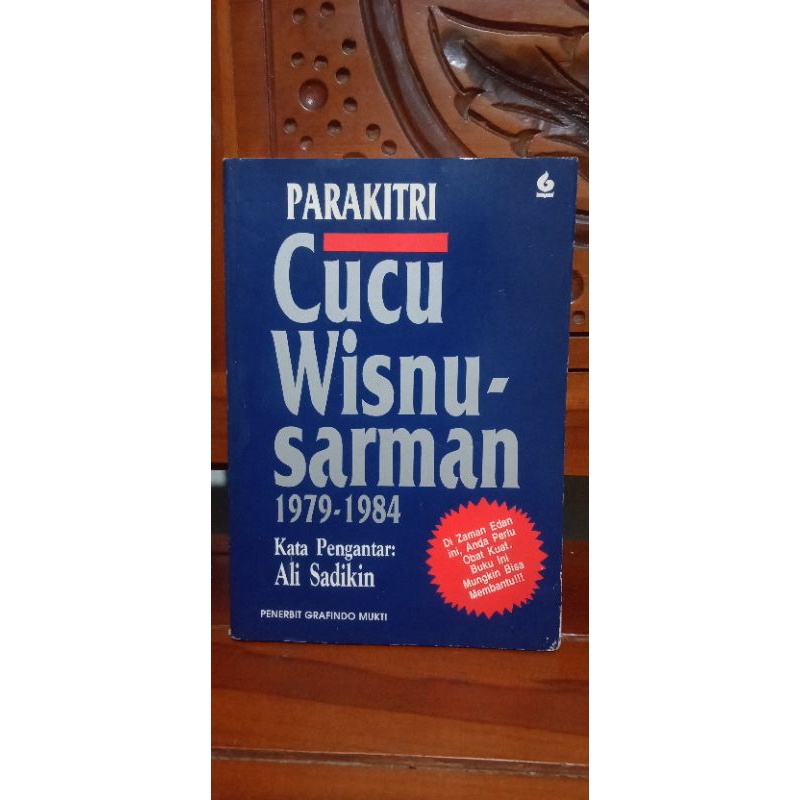 PARAKITRI
Cucu
Wisnu-
sarman
1979-1984
Kata Pengantar:
Ali Sadikin
Di Zaman Edan
ini, Anda Perlu
Obat Kuat.
Buku Ini
Mungkin Bisa
Membantu!!!
PENERBIT GRAFINDO MUKTI